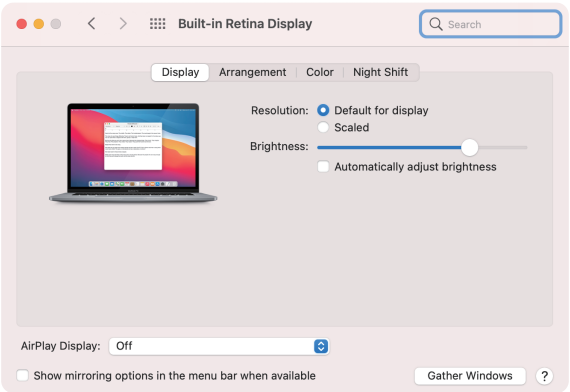 Built-in Retina Display
Search
Display Arrangement Color Night Shift
Resolution: Default for display
Scaled
Brightness:
Automatically adjust brightness
AirPlay Display: Off
Show mirroring options in the menu bar when available
Gather Windows ?